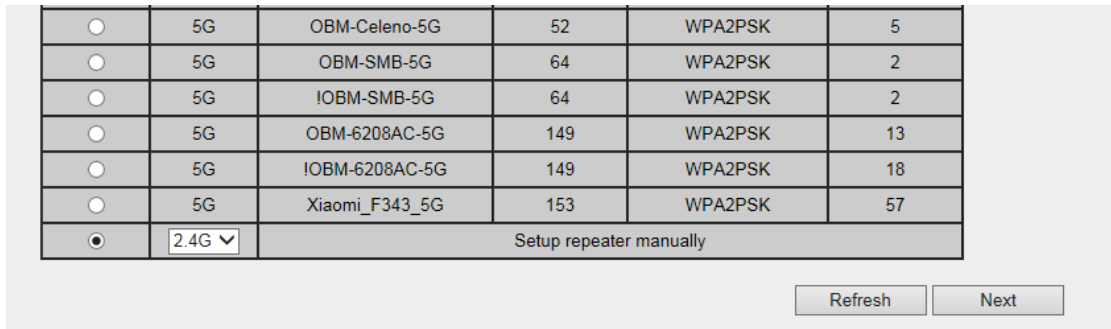 5G OBM-Celeno-5G 52 WPA2PSK 5
5G OBM-SMB-5G 64 WPA2PSK 2
5G !OBM-SMB-5G 64 WPA2PSK 2
5G OBM-6208AC-5G 149 WPA2PSK 13
5G !OBM-6208AC-5G 149 WPA2PSK 18
5G Xiaomi_F343_5G 153 WPA2PSK 57
2.4G Setup repeater manually
Refresh Next